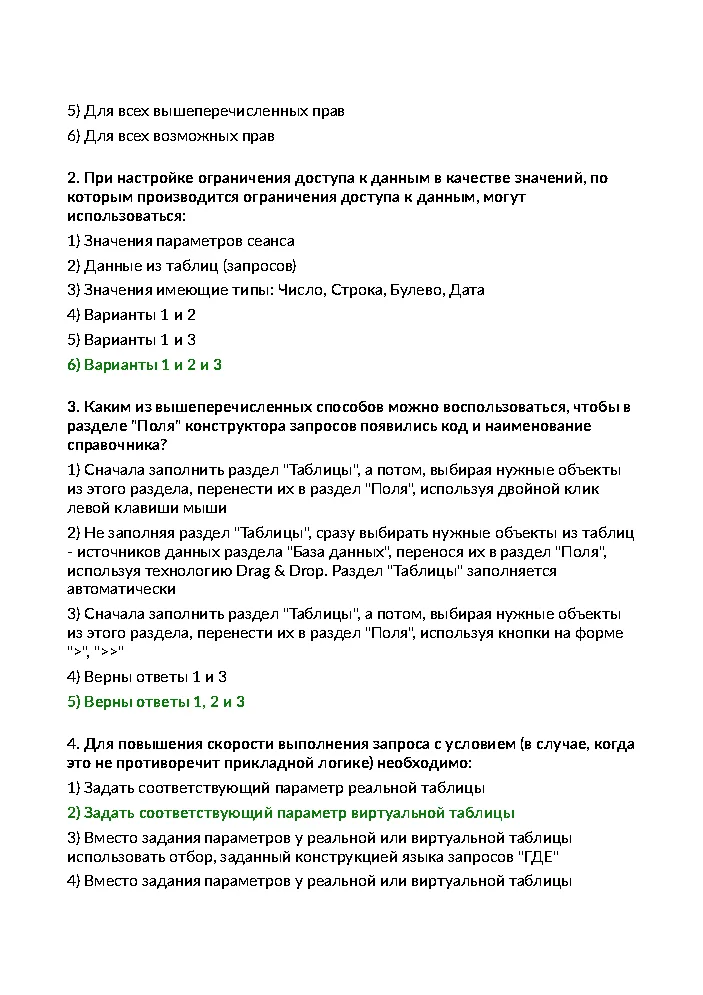 5) Для всех вышеперечисленных прав
6) Для всех возможных прав
2. При настройке ограничения доступа к данным в качестве значений, по
которым производится ограничения доступа к данным, могут
использоваться:
1) Значения параметров сеанса
2) Данные из таблиц (запросов)
3) Значения имеющие типы: Число, Строка, Булево, Дата
4) Варианты 1 и 2
5) Варианты 1 и 3
6) Варианты 1 и 2 и 3
3. Каким из вышеперечисленных способов можно воспользоваться, чтобы в
разделе "Поля" конструктора запросов появились код и наименование
справочника?
1) Сначала заполнить раздел "Таблицы", а потом, выбирая нужные объекты
из этого раздела, перенести их в раздел "Поля", используя двойной клик
левой клавиши мыши
2) Не заполняя раздел "Таблицы", сразу выбирать нужные объекты из таблиц
- источников данных раздела "База данных", перенося их в раздел "Поля",
используя технологию Drag & Drop. Раздел "Таблицы" заполняется
автоматически
3) Сначала заполнить раздел "Таблицы", а потом, выбирая нужные объекты
из этого раздела, перенести их в раздел "Поля", используя кнопки на форме
">", ">>"
4) Верны ответы 1 и 3
5) Верны ответы 1, 2 и 3
4. Для повышения скорости выполнения запроса с условием (в случае, когда
это не противоречит прикладной логике) необходимо:
1) Задать соответствующий параметр реальной таблицы
2) Задать соответствующий параметр виртуальной таблицы
3) Вместо задания параметров у реальной или виртуальной таблицы
использовать отбор, заданный конструкцией языка запросов "ГДЕ"
4) Вместо задания параметров у реальной или виртуальной таблицы